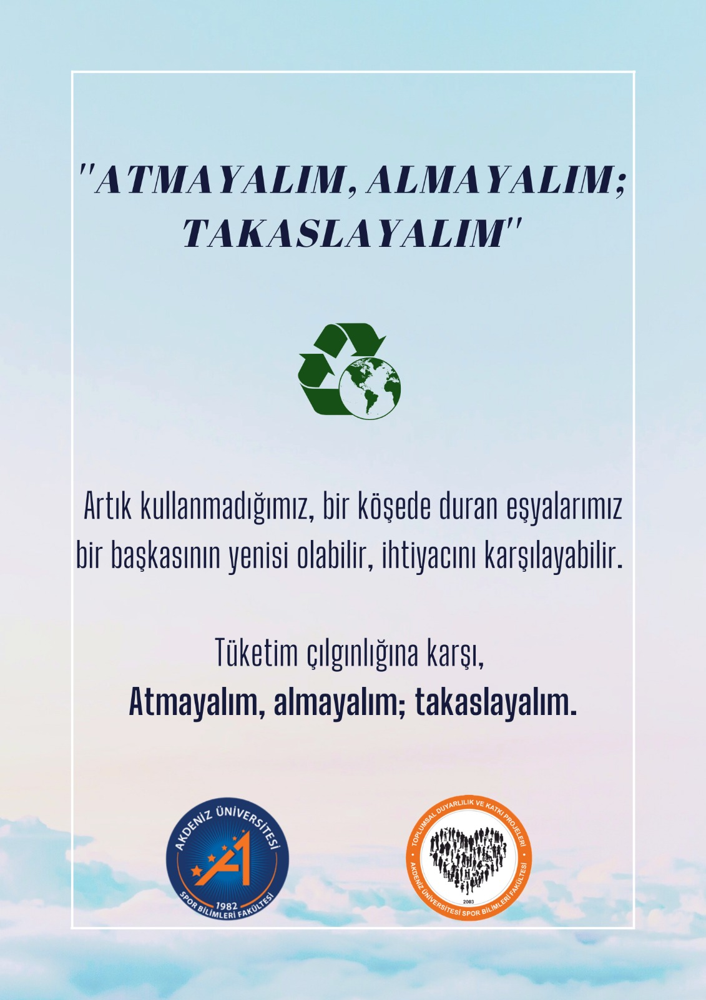 "ATMAYALIM, ALMAYALIM;
TAKASLAYALIM"
Artık kullanmadığımız, bir köşede duran eşyalarımız
bir başkasının yenisi olabilir, ihtiyacını karşılayabilir.
Tüketim çılgınlığına karşı,
Atmayalım, almayalım; takaslayalım.
AKDENİZ ÜNİVERSİTESİ
1982
SPOR BİLİMLERİ FAKÜLTESİ
TOPLUMSAL DUYARLILIK VE KATKI PROJELERİ
2003
AKDENİZ ÜNİVERSİTESİ SPOR BİLİMLERİ FAKÜLTESİ